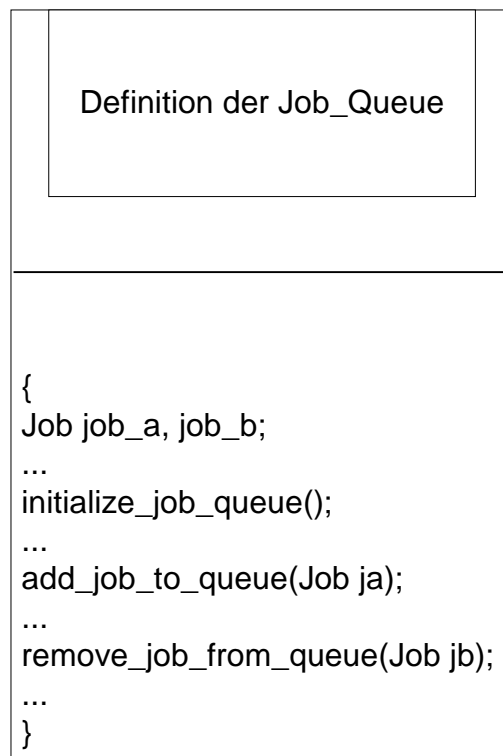 Definition der Job_Queue
{
Job job_a, job_b;
...
initialize_job_queue();
...
add_job_to_queue(Job ja);
...
remove_job_from_queue(Job jb);
...
}